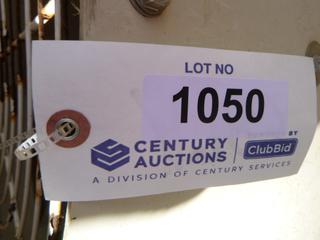 LOT NO
1050
CENTURY AUCTIONS
BY
ClubBid
A DIVISION OF CENTURY SERVICES